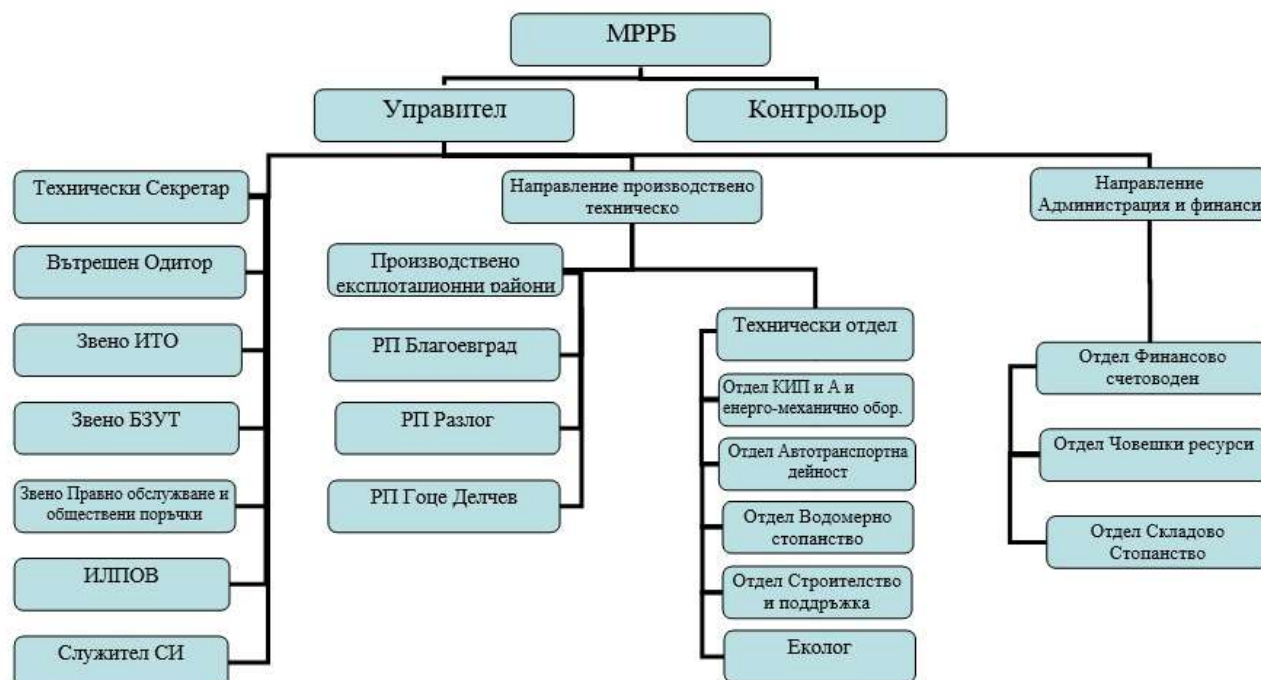 МРРБ
Управител
Контрольор
Технически Секретар
Вътрешен Одитор
Звено ИТО
Звено БЗУТ
Звено Правно обслужване и
обществени поръчки
ИЛПОВ
Служител СИ
Направление производствено
техническо
Производствено
експлотационни райони
РП Благоевград
РП Разлог
РП Гоце Делчев
Технически отдел
Отдел КИП и А и
енерго-механично обор.
Отдел Автотранспортна
дейност
Отдел Водомерно
стопанство
Отдел Строителство
и поддръжка
Еколог
Направление
Администрация и финанси
Отдел Финансово
счетоводен
Отдел Човешки ресурси
Отдел Складово
Стопанство